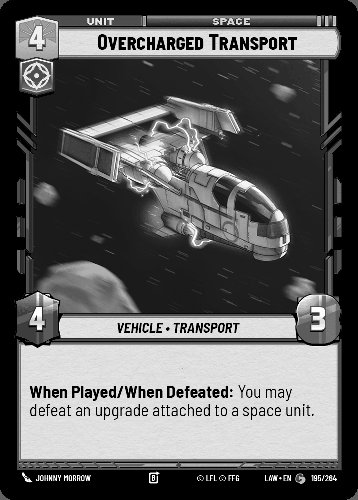 UNIT SPACE
4 OVERCHARGED TRANSPORT
4 VEHICLE • TRANSPORT 3
When Played/When Defeated: You may
defeat an upgrade attached to a space unit.
JOHNNY MORROW © LFL © FFG LAW • EN 195/264